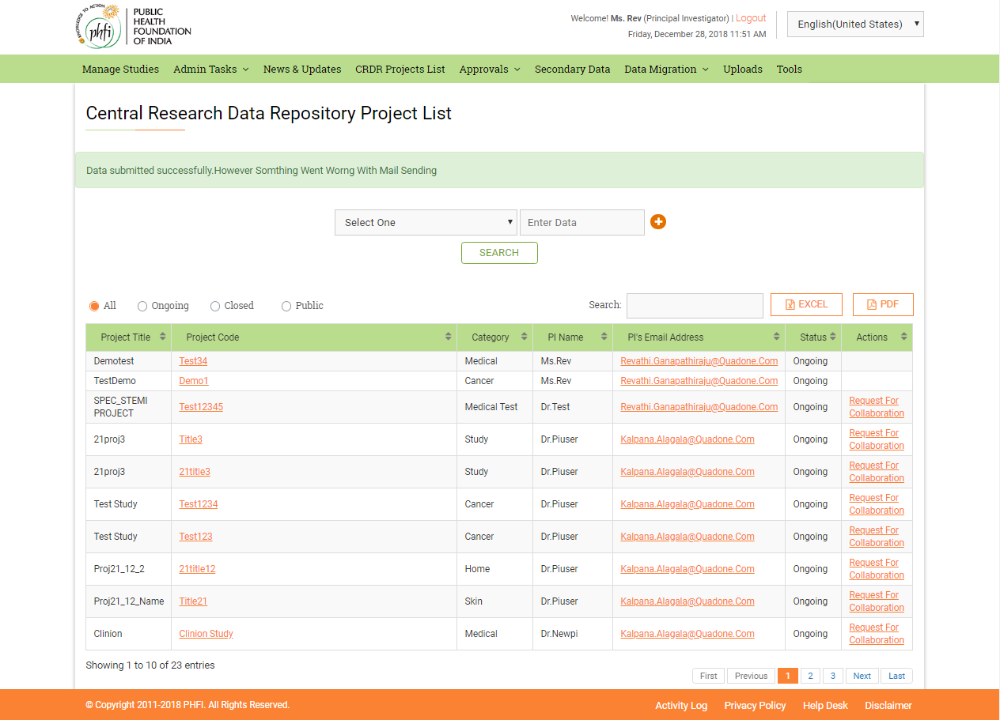 KNOWLEDGE TO ACTION
phfi
PUBLIC
HEALTH
FOUNDATION
OF INDIA
Welcome! Ms. Rev (Principal Investigator) | Logout
Friday, December 28, 2018 11:51 AM
English(United States)
Manage Studies Admin Tasks News & Updates CRDR Projects List Approvals Secondary Data Data Migration Uploads Tools
Central Research Data Repository Project List
Data submitted successfully.However Somthing Went Worng With Mail Sending
Select One Enter Data
SEARCH
All Ongoing Closed Public Search: EXCEL PDF
Project Title Project Code Category PI Name PI's Email Address Status Actions
Demotest Test34 Medical Ms.Rev Revathi.Ganapathiraju@Quadone.Com Ongoing
TestDemo Demo1 Cancer Ms.Rev Revathi.Ganapathiraju@Quadone.Com Ongoing
SPEC_STEMI
PROJECT Test12345 Medical Test Dr.Test Revathi.Ganapathiraju@Quadone.Com Ongoing Request For
Collaboration
21proj3 Title3 Study Dr.Piuser Kalpana.Alagala@Quadone.Com Ongoing Request For
Collaboration
21proj3 21title3 Study Dr.Piuser Kalpana.Alagala@Quadone.Com Ongoing Request For
Collaboration
Test Study Test1234 Cancer Dr.Piuser Kalpana.Alagala@Quadone.Com Ongoing Request For
Collaboration
Test Study Test123 Cancer Dr.Piuser Kalpana.Alagala@Quadone.Com Ongoing Request For
Collaboration
Proj21_12_2 21title12 Home Dr.Piuser Kalpana.Alagala@Quadone.Com Ongoing Request For
Collaboration
Proj21_12_Name Title21 Skin Dr.Piuser Kalpana.Alagala@Quadone.Com Ongoing Request For
Collaboration
Clinion Clinion Study Medical Dr.Newpi Kalpana.Alagala@Quadone.Com Ongoing Request For
Collaboration
Showing 1 to 10 of 23 entries
First Previous 1 2 3 Next Last
© Copyright 2011-2018 PHFI. All Rights Reserved. Activity Log Privacy Policy Help Desk Disclaimer